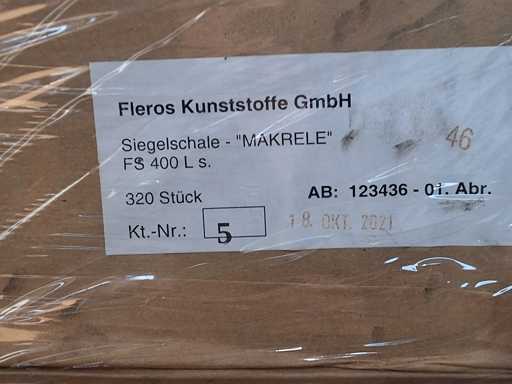 Fleros Kunststoffe GmbH
Siegelschale - "MAKRELE"
46
FS 400 L s.
320 Stück
AB: 123436 - 01. Abr.
Kt.-Nr.: 5
18. OKT. 2021